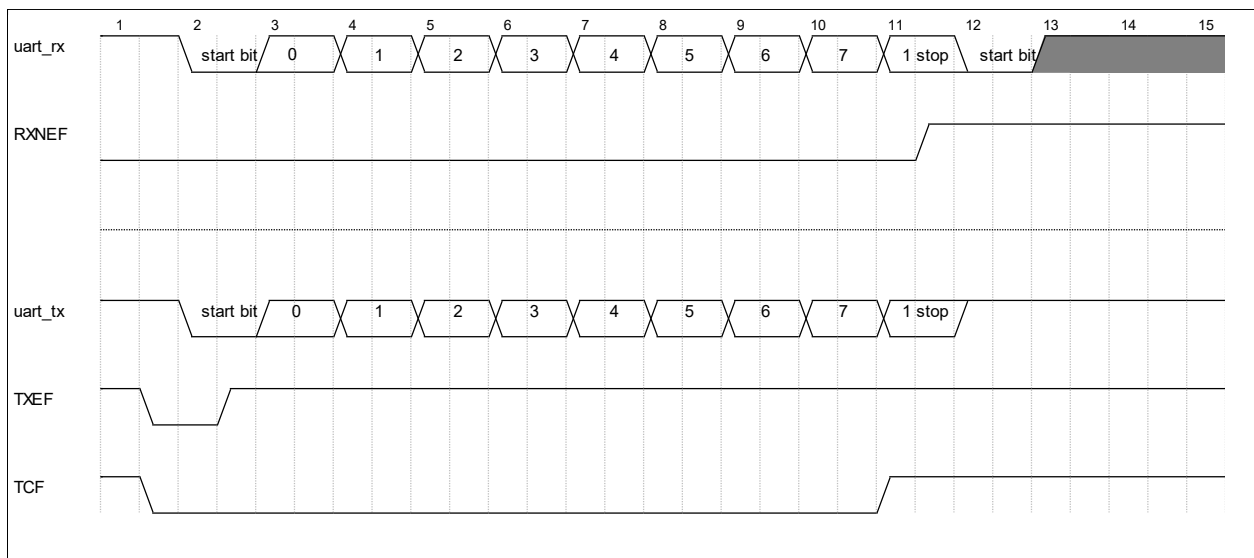 1 2 3 4 5 6 7 8 9 10 11 12 13 14 15
uart_rx start bit 0 1 2 3 4 5 6 7 1 stop start bit
RXNEF
uart_tx start bit 0 1 2 3 4 5 6 7 1 stop
TXEF
TCF